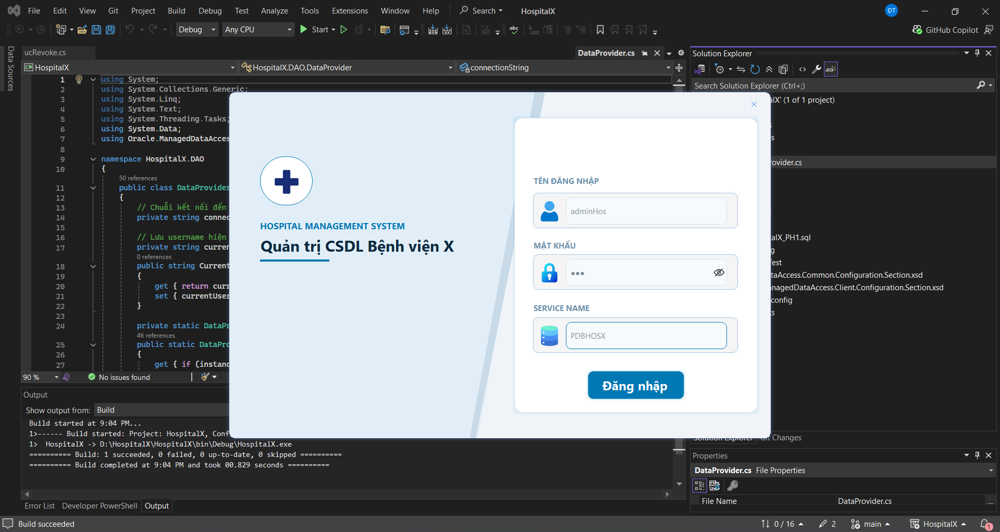 File Edit View Git Project Build Debug Test Analyze Tools Extensions Window Help Search HospitalX ĐT
Debug Any CPU Start GitHub Copilot
Data Sources
ucRevoke.cs DataProvider.cs
HospitalX HospitalX.DAO.DataProvider connectionString
1 using System;
2 using System.Collections.Generic;
3 using System.Linq;
4 using System.Text;
5 using System.Threading.Tasks;
6 using System.Data;
7 using Oracle.ManagedDataAcces
8
9 namespace HospitalX.DAO
10 {
50 references
11 public class DataProvider
12 {
13 // Chuỗi kết nối đến
14 private string connec
15
16 // Lưu username hiện
17 private string curren
0 references
18 public string Current
19 {
20 get { return curr
21 set { currentUser
22 }
23
24 private static DataPr
46 references
25 public static DataPro
26 {
27 get { if (instanc
90 % No issues found
HOSPITAL MANAGEMENT SYSTEM
Quản trị CSDL Bệnh viện X
TÊN ĐĂNG NHẬP
adminHos
MẬT KHẨU
•••
SERVICE NAME
PDBHOSX
Đăng nhập
Output
Show output from: Build
Build started at 9:04 PM...
1>------ Build started: Project: HospitalX, Conf
1> HospitalX -> D:\HospitalX\HospitalX\bin\Debug\HospitalX.exe
========== Build: 1 succeeded, 0 failed, 0 up-to-date, 0 skipped ==========
========== Build completed at 9:04 PM and took 00.829 seconds ==========
Error List Developer PowerShell Output
Solution Explorer
Search Solution Explorer (Ctrl+;)
alX' (1 of 1 project)
s
s
rovider.cs
alX_PH1.sql
g
fest
taAccess.Common.Configuration.Section.xsd
anagedDataAccess.Client.Configuration.Section.xsd
config
cs
Solution Explorer Git Changes
Properties
DataProvider.cs File Properties
File Name DataProvider.cs
Build succeeded 0 / 16 2 main HospitalX 1